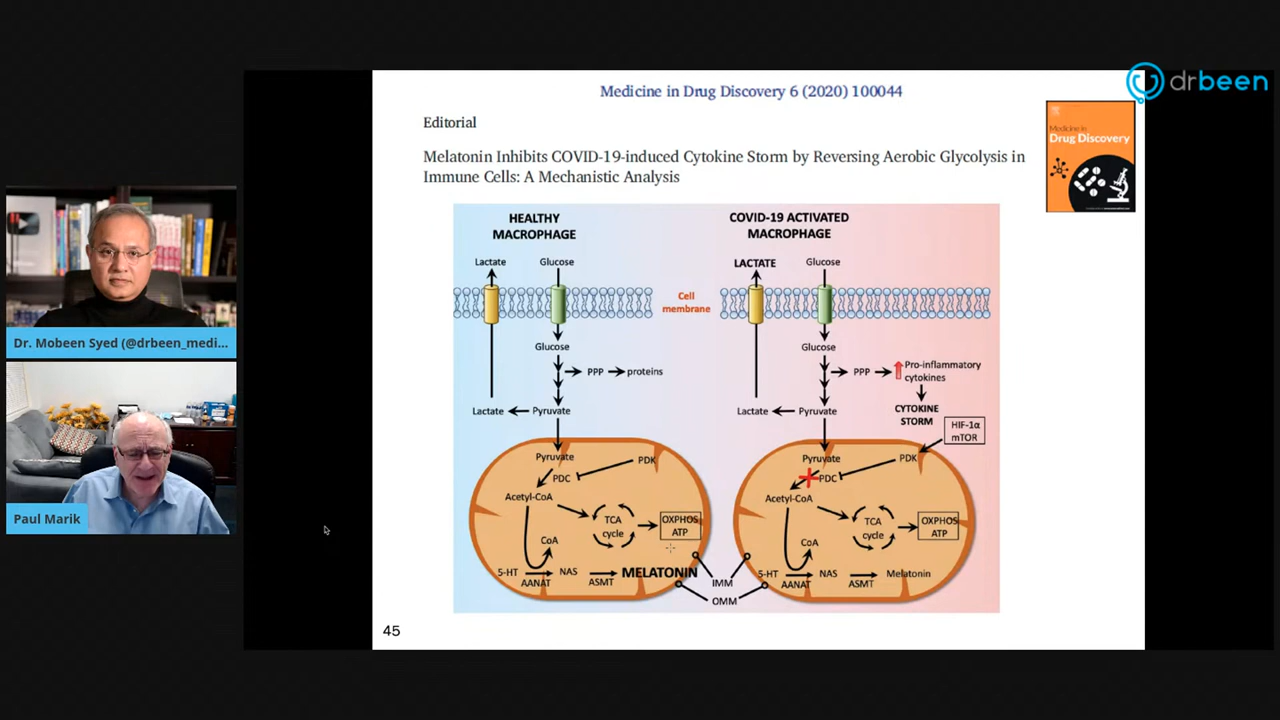 drbeen
Medicine in Drug Discovery 6 (2020) 100044
Editorial
Melatonin Inhibits COVID-19-induced Cytokine Storm by Reversing Aerobic Glycolysis in
Immune Cells: A Mechanistic Analysis
Medicine in
Drug Discovery
HEALTHY
MACROPHAGE
Lactate
Glucose
Glucose
PPP
proteins
Lactate
Pyruvate
Pyruvate
PDK
PDC
Acetyl-CoA
TCA
cycle
OXPHOS
ATP
CoA
5-HT
NAS
MELATONIN
AANAT
ASMT
Cell
membrane
IMM
OMM
COVID-19 ACTIVATED
MACROPHAGE
LACTATE
Glucose
Glucose
PPP
Pro-inflammatory
cytokines
CYTOKINE
STORM
HIF-1α
mTOR
Lactate
Pyruvate
Pyruvate
PDK
PDC
Acetyl-CoA
TCA
cycle
OXPHOS
ATP
CoA
5-HT
NAS
Melatonin
AANAT
ASMT
45
Dr. Mobeen Syed (@drbeen_medi...
Paul Marik